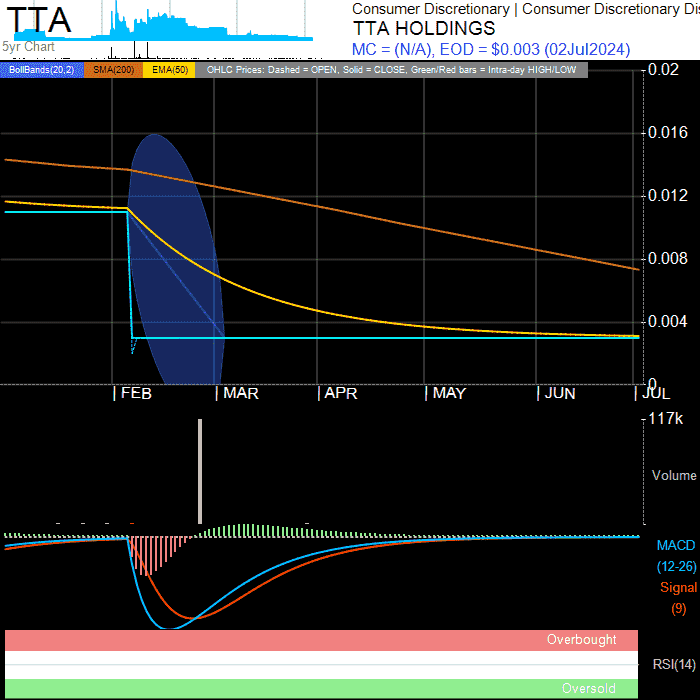 TTA
5yr Chart
Consumer Discretionary | Consumer Discretionary Dis
TTA HOLDINGS
MC = (N/A), EOD = $0.003 (02Jul2024)
BollBands(20,2) SMA(200) EMA(50) OHLC Prices: Dashed = OPEN, Solid = CLOSE, Green/Red bars = Intra-day HIGH/LOW
0.02
0.016
0.012
0.008
0.004
0
FEB MAR APR MAY JUN JUL
117k
Volume
MACD
(12-26)
Signal
(9)
Overbought
RSI(14)
Oversold